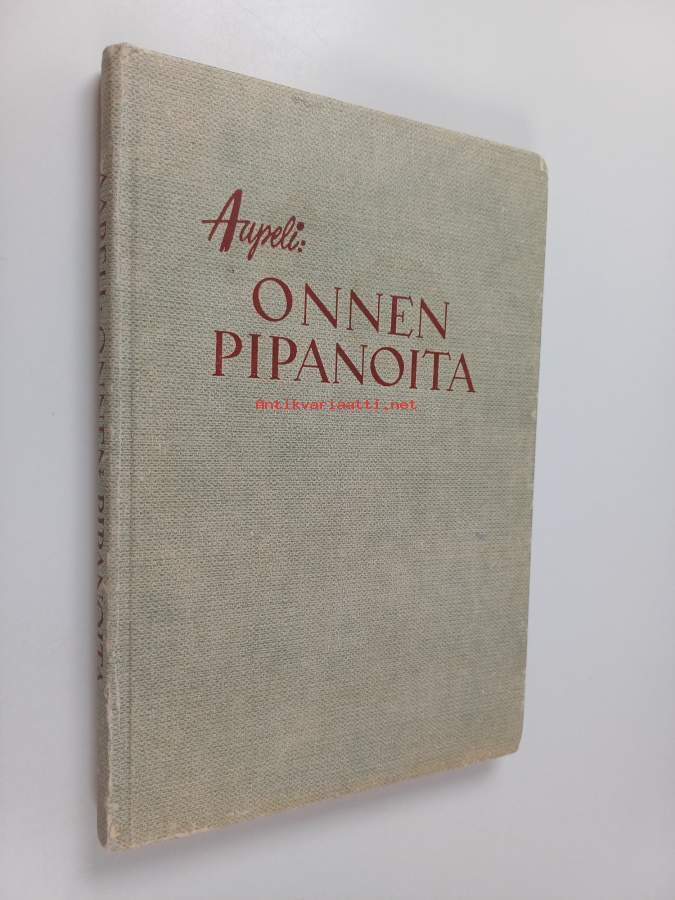 Aapeli:
ONNEN
PIPANOITA
Antikvariaatti.net
AAPELI: ONNEN PIPANOITA